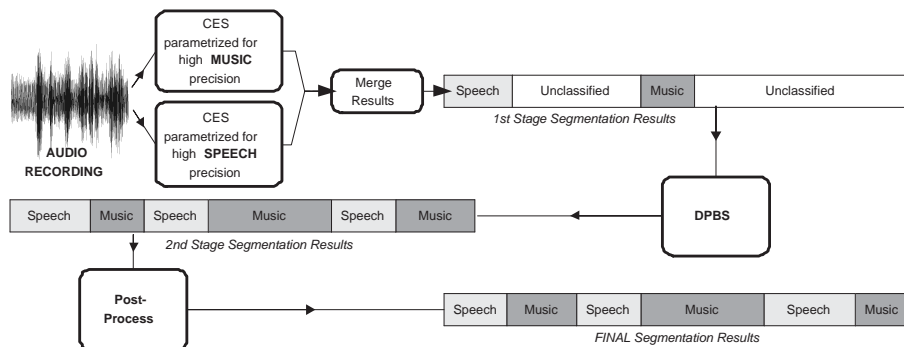 CES
parametrized for
high MUSIC
precision
CES
parametrized for
high SPEECH
precision
AUDIO
RECORDING
Merge
Results
Speech Unclassified Music Unclassified
1st Stage Segmentation Results
DPBS
Speech Music Speech Music Speech Music
2nd Stage Segmentation Results
Post-
Process
Speech Music Speech Music Speech Music
FINAL Segmentation Results